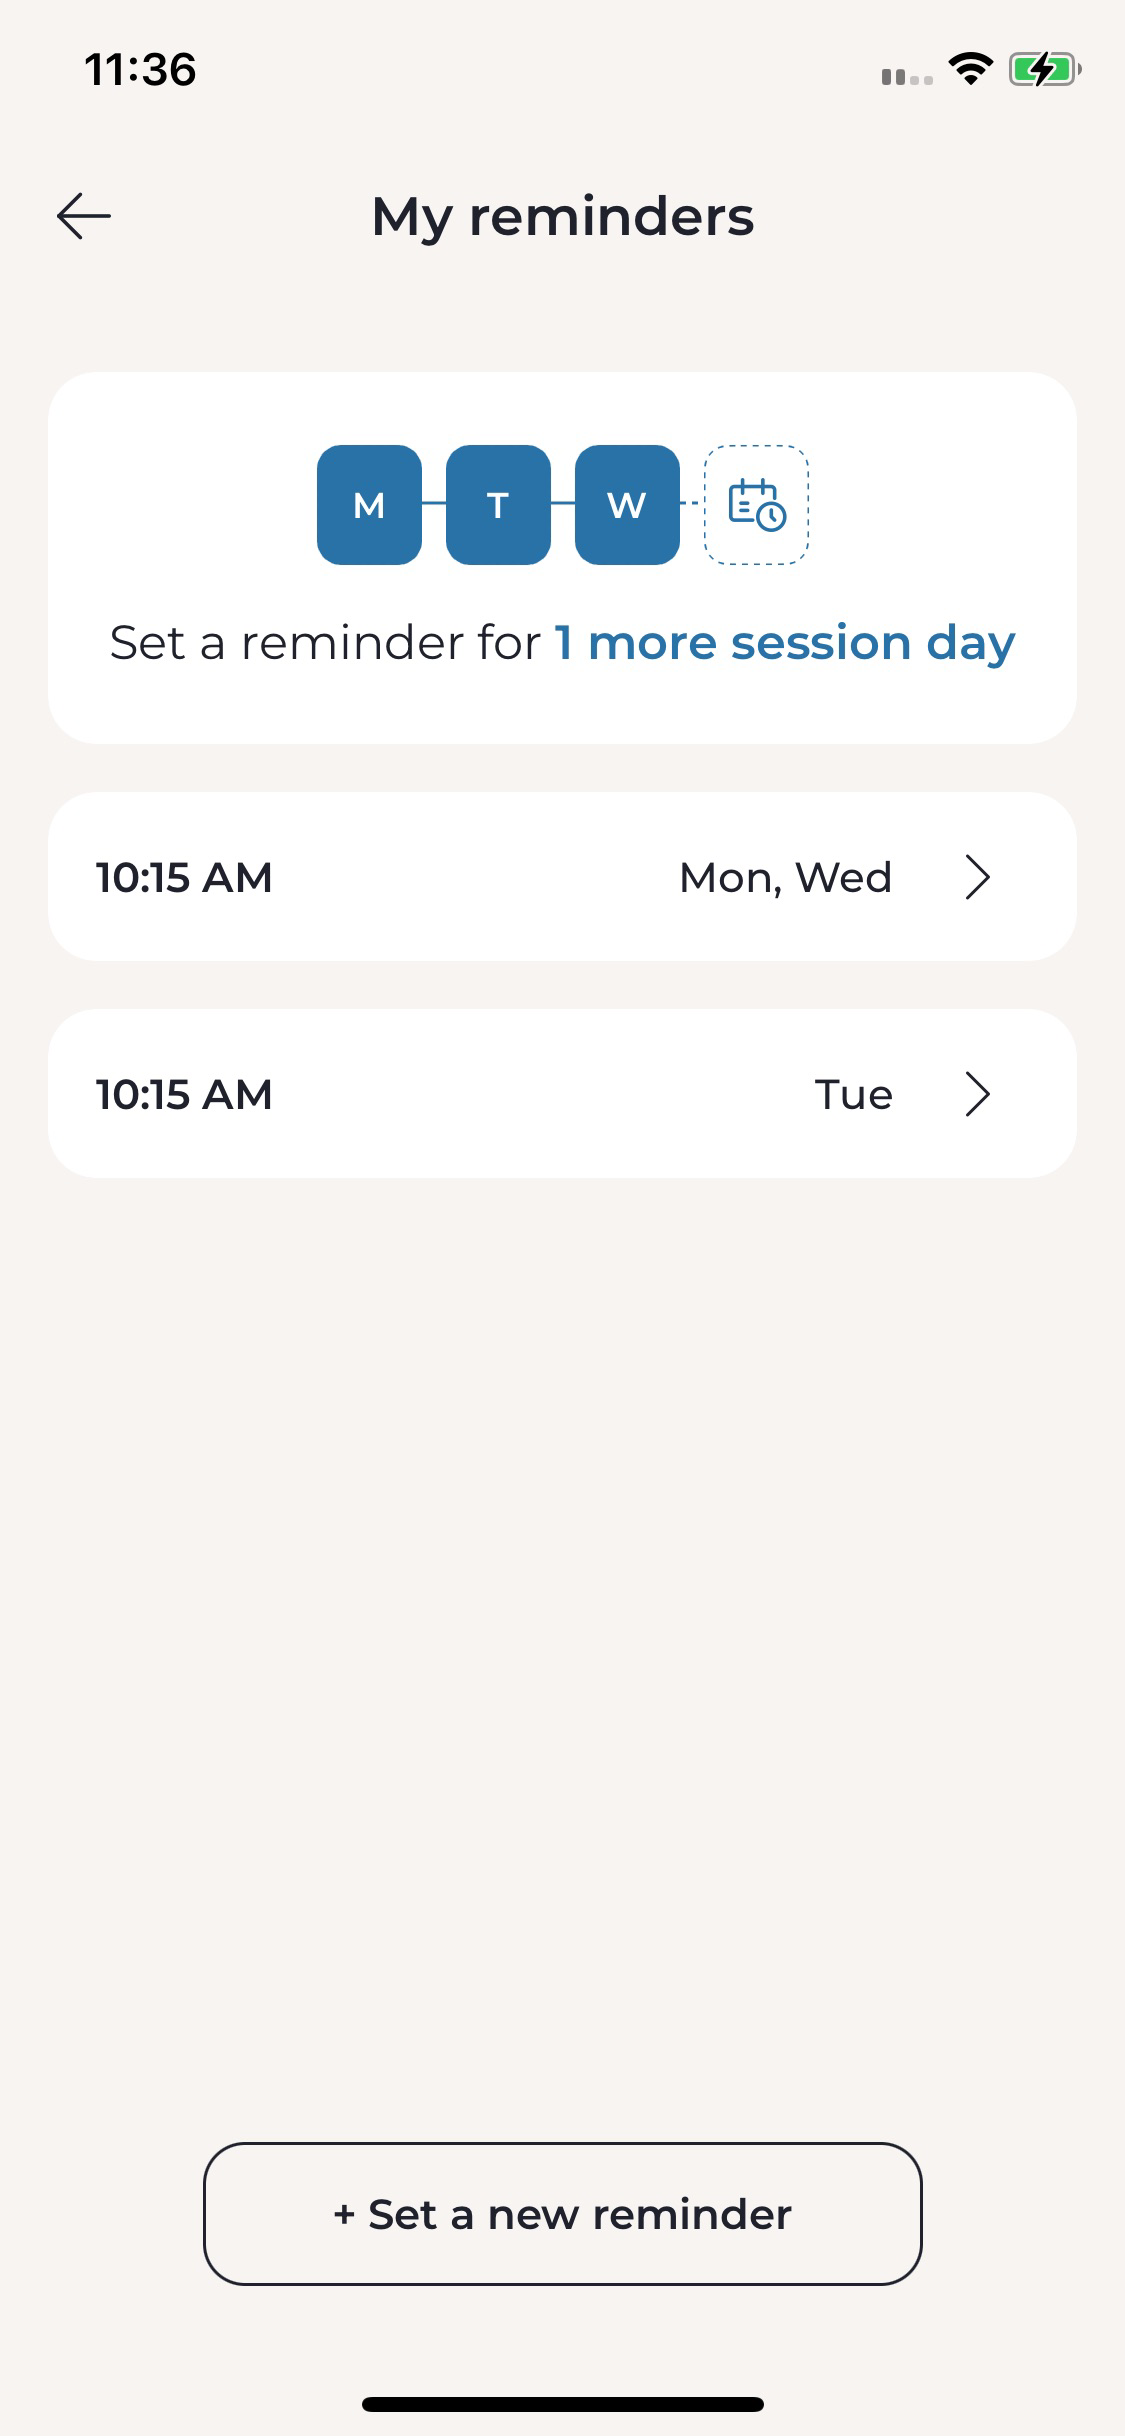 11:36
My reminders
M T W
Set a reminder for 1 more session day
10:15 AM Mon, Wed
10:15 AM Tue
+ Set a new reminder